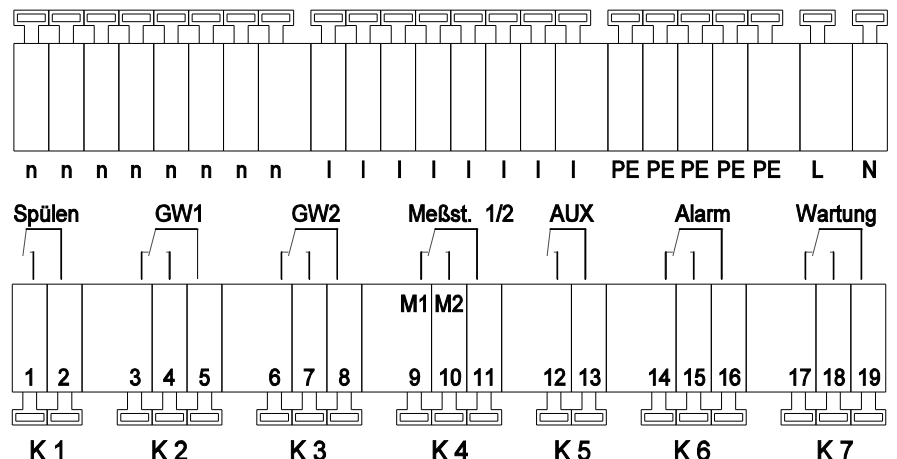 n n n n n n n n l l l l l l l l PE PE PE PE PE L N
Spülen GW1 GW2 Meßst. 1/2 AUX Alarm Wartung
M1 M2
1 2 3 4 5 6 7 8 9 10 11 12 13 14 15 16 17 18 19
K 1 K 2 K 3 K 4 K 5 K 6 K 7